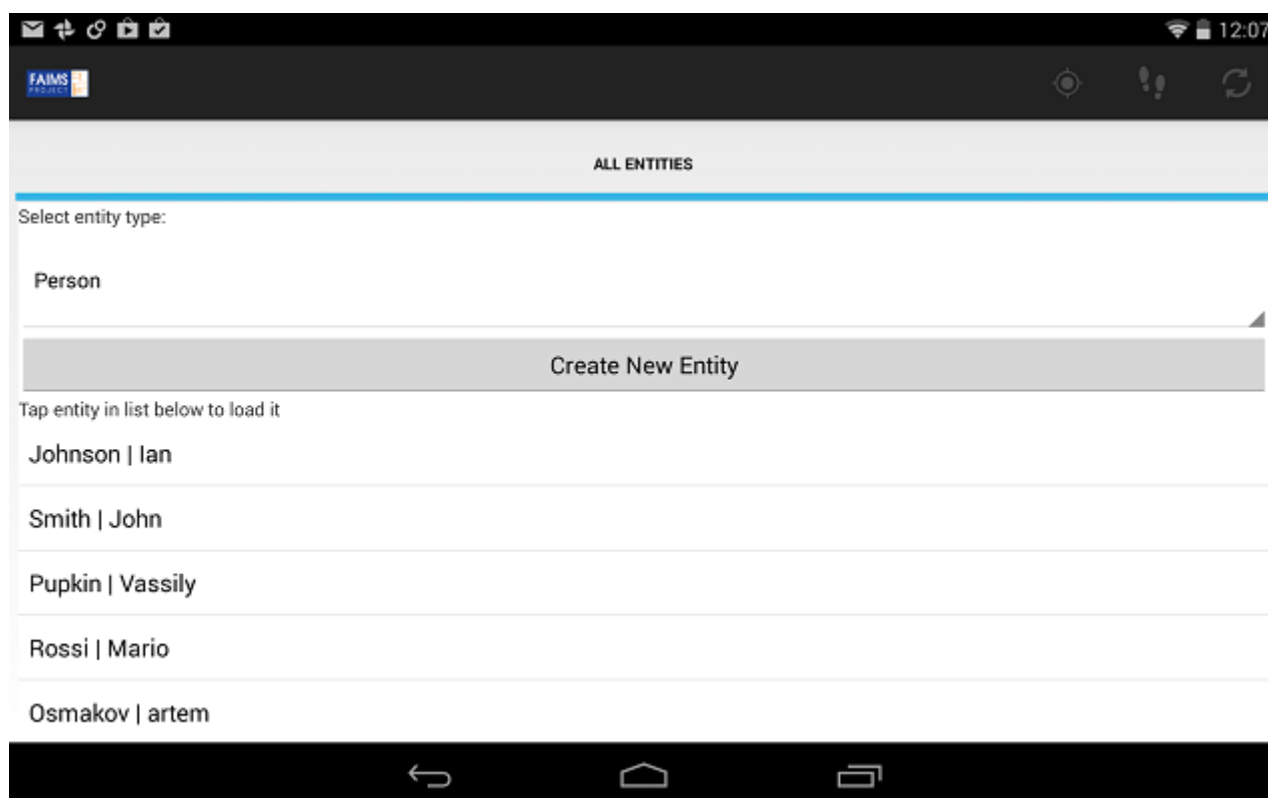 12:07
FAIMS
PROJECT
ALL ENTITIES
Select entity type:
Person
Create New Entity
Tap entity in list below to load it
Johnson | Ian
Smith | John
Pupkin | Vassily
Rossi | Mario
Osmakov | artem